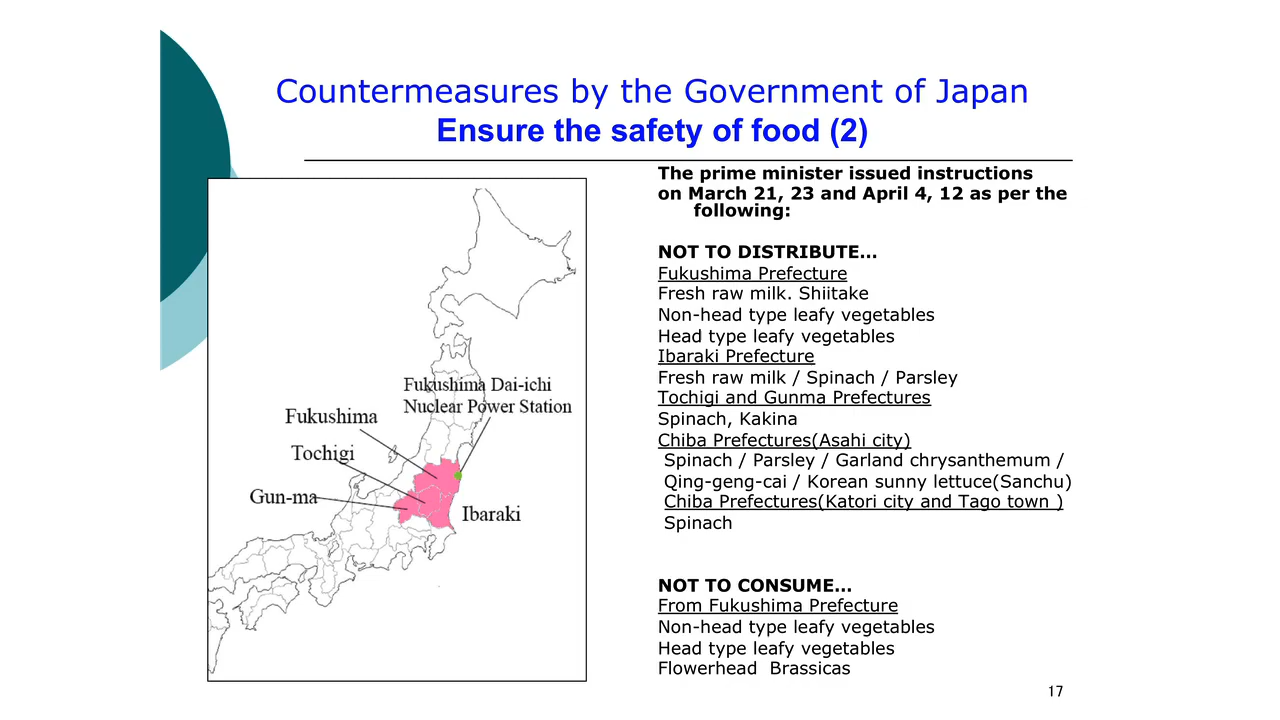 Countermeasures by the Government of Japan
Ensure the safety of food (2)
The prime minister issued instructions
on March 21, 23 and April 4, 12 as per the
following:
NOT TO DISTRIBUTE…
Fukushima Prefecture
Fresh raw milk. Shiitake
Non-head type leafy vegetables
Head type leafy vegetables
Ibaraki Prefecture
Fresh raw milk / Spinach / Parsley
Tochigi and Gunma Prefectures
Spinach, Kakina
Chiba Prefectures(Asahi city)
Spinach / Parsley / Garland chrysanthemum /
Qing-geng-cai / Korean sunny lettuce(Sanchu)
Chiba Prefectures(Katori city and Tago town )
Spinach
NOT TO CONSUME…
From Fukushima Prefecture
Non-head type leafy vegetables
Head type leafy vegetables
Flowerhead Brassicas
Fukushima Dai-ichi
Nuclear Power Station
Fukushima
Tochigi
Gun-ma
Ibaraki
17